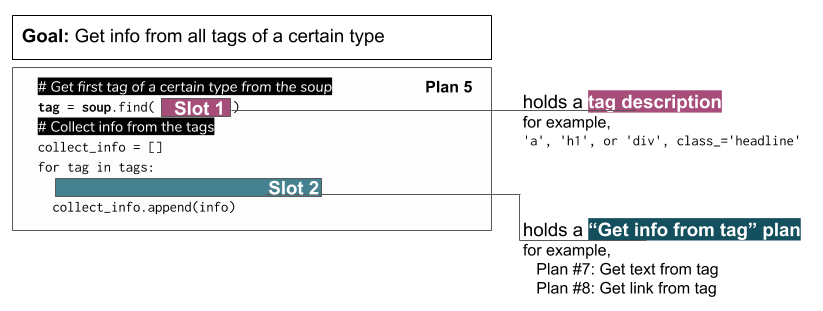 Goal: Get info from all tags of a certain type
# Get first tag of a certain type from the soup
Plan 5
tag = soup.find( Slot 1 )
# Collect info from the tags
collect_info = []
for tag in tags:
Slot 2
collect_info.append(info)
holds a tag description
for example,
'a', 'h1', or 'div', class_='headline'
holds a “Get info from tag” plan
for example,
Plan #7: Get text from tag
Plan #8: Get link from tag